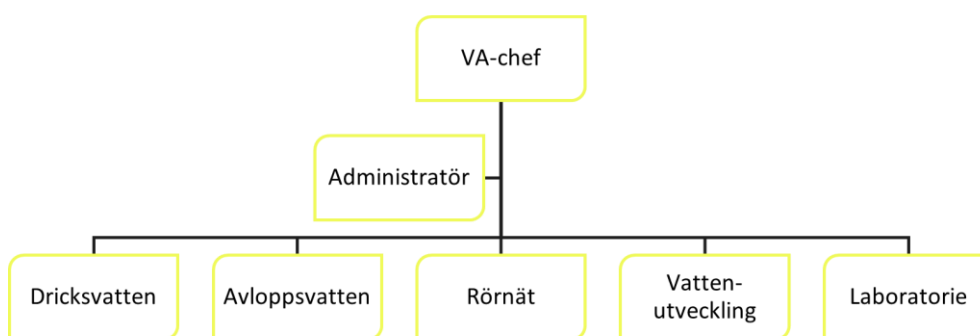 VA-chef
Administratör
Dricksvatten
Avloppsvatten
Rörnät
Vatten-
utveckling
Laboratorie